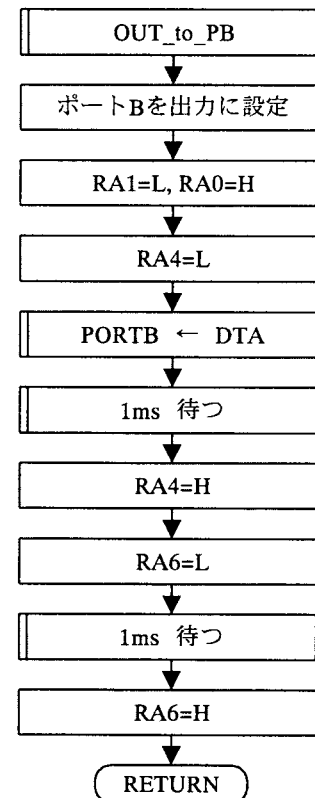 OUT_to_PB
ポートBを出力に設定
RA1=L, RA0=H
RA4=L
PORTB ← DTA
1ms 待つ
RA4=H
RA6=L
1ms 待つ
RA6=H
RETURN